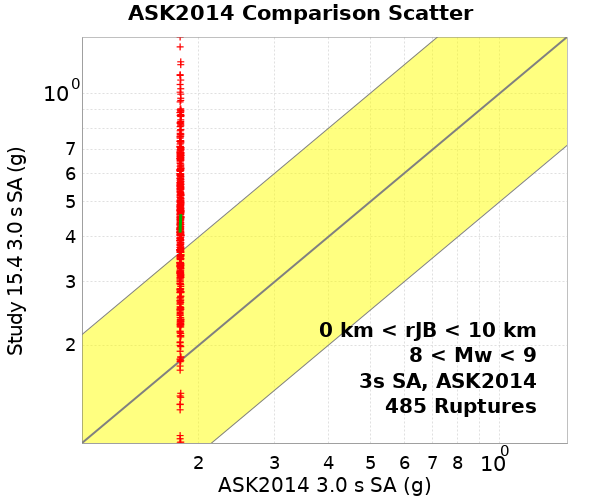 ASK2014 Comparison Scatter
Study 15.4 3.0 s SA (g)
10⁰
7
6
5
4
3
2
0 km < rJB < 10 km
8 < Mw < 9
3s SA, ASK2014
485 Ruptures
2 3 4 5 6 7 8 10⁰
ASK2014 3.0 s SA (g)